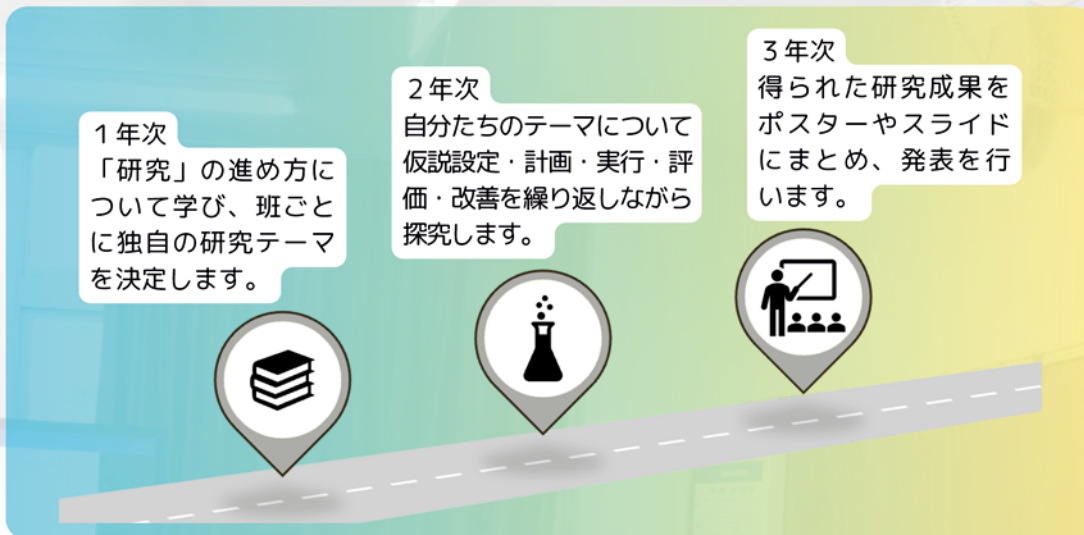 1年次
「研究」の進め方に
ついて学び、班ごと
に独自の研究テーマ
を決定します。
2年次
自分たちのテーマについて
仮説設定・計画・実行・評
価・改善を繰り返しながら
探究します。
3年次
得られた研究成果を
ポスターやスライド
にまとめ、発表を行
います。